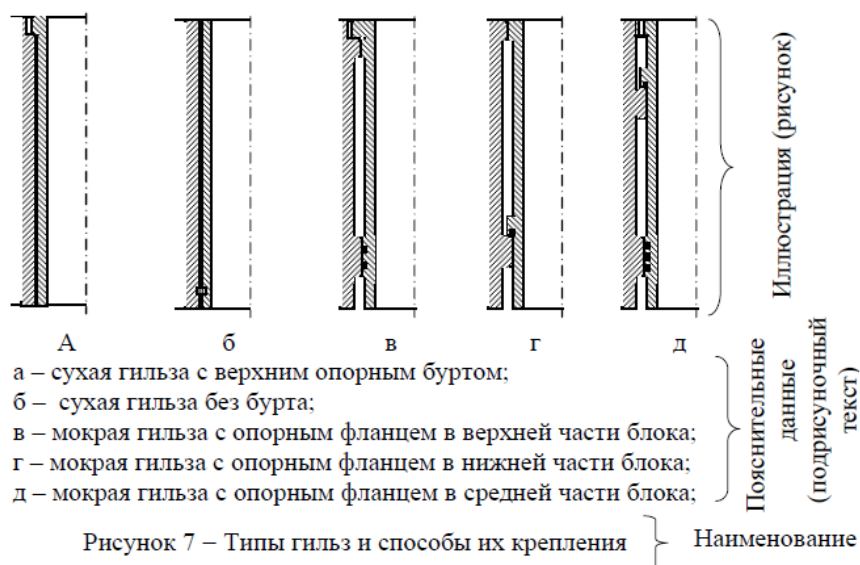 А б в г д
Иллюстрация (рисунок)
а – сухая гильза с верхним опорным буртом;
б – сухая гильза без бурта;
в – мокрая гильза с опорным фланцем в верхней части блока;
г – мокрая гильза с опорным фланцем в нижней части блока;
д – мокрая гильза с опорным фланцем в средней части блока;
Пояснительные
данные
(подрисуночный
текст)
Рисунок 7 – Типы гильз и способы их крепления
Наименование